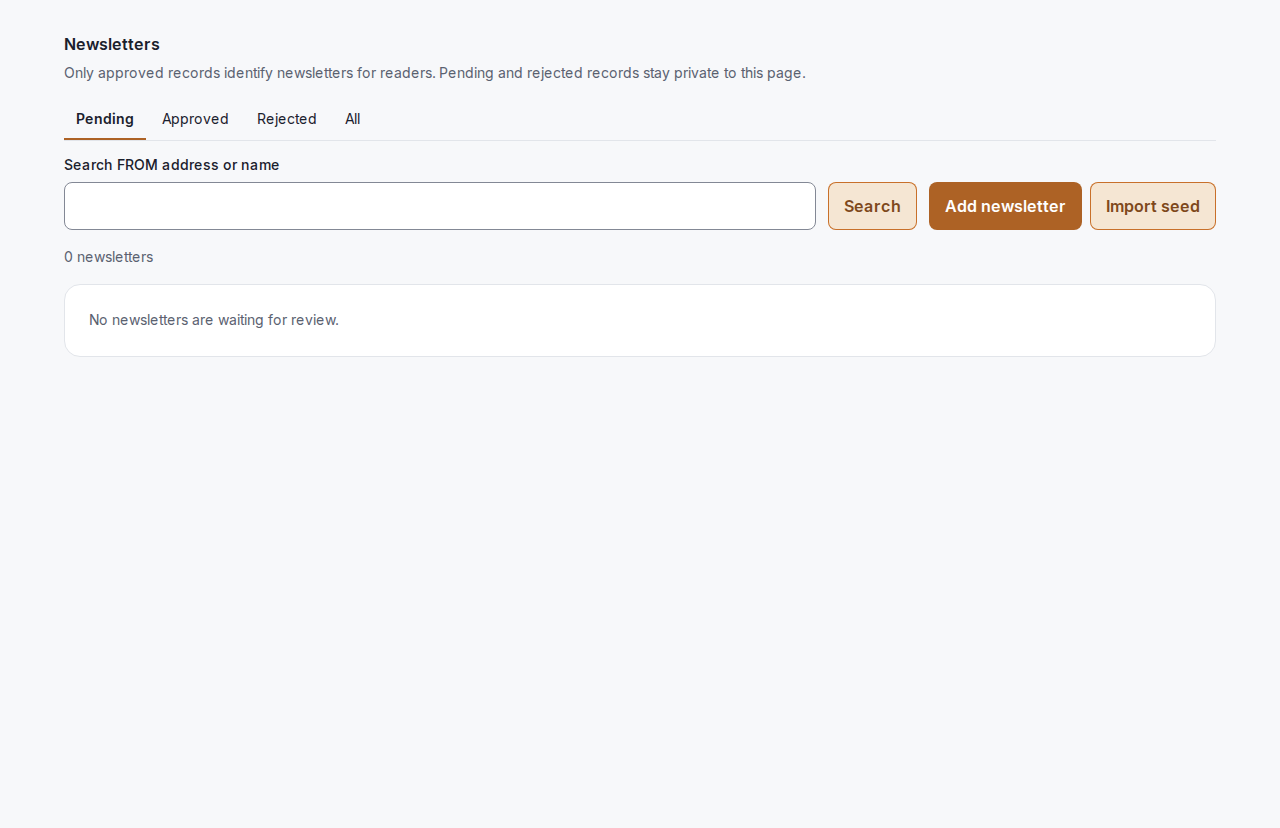 Newsletters
Only approved records identify newsletters for readers. Pending and rejected records stay private to this page.
Pending Approved Rejected All
Search FROM address or name
Search Add newsletter Import seed
0 newsletters
No newsletters are waiting for review.